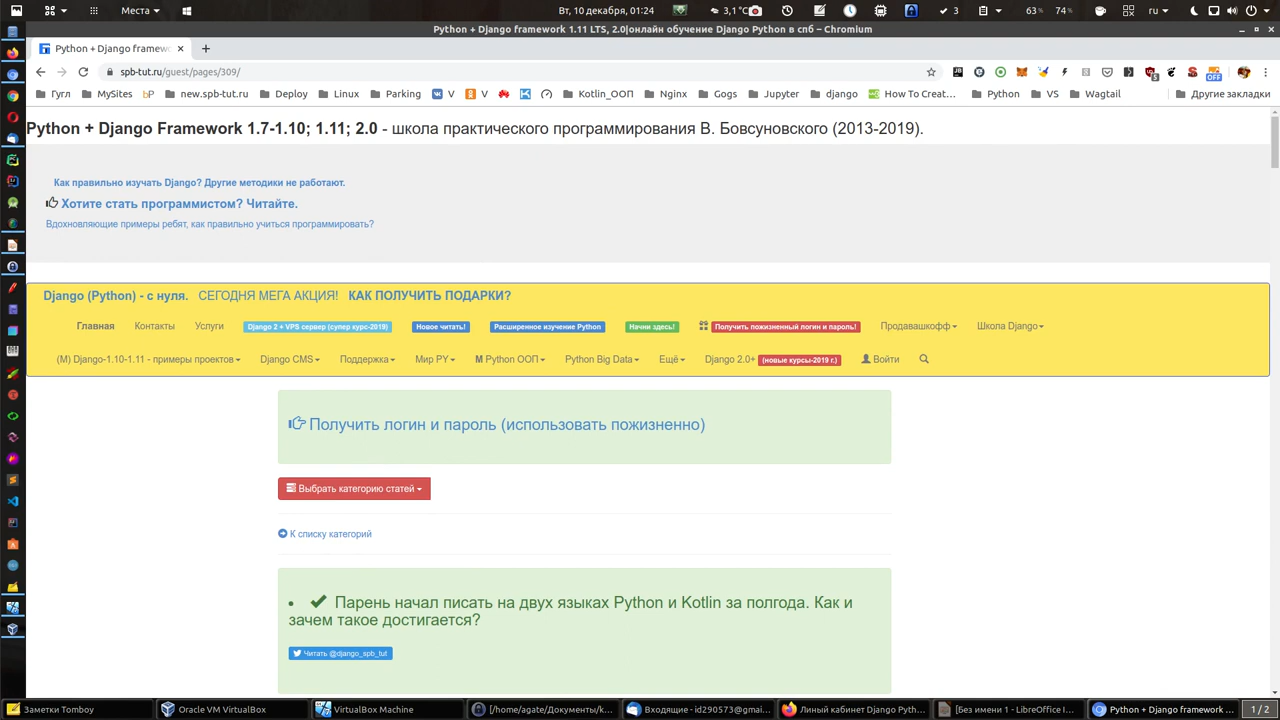 Меню
Места
Вт, 10 декабря, 01:24
3,1 °C
3
63%
74%
ru
Python + Django framework 1.11 LTS, 2.0|онлайн обучение Django Python в спб – Chromium
Python + Django framewo
spb-tut.ru/guest/pages/309/
Гугл MySites bP new.spb-tut.ru Deploy Linux Parking V V Kotlin_ООП Nginx Gogs Jupyter django How To Creat… Python VS Wagtail Другие закладки
Python + Django Framework 1.7-1.10; 1.11; 2.0 - школа практического программирования В. Бовсуновского (2013-2019).
Как правильно изучать Django? Другие методики не работают.
Хотите стать программистом? Читайте.
Вдохновляющие примеры ребят, как правильно учиться программировать?
Django (Python) - с нуля. СЕГОДНЯ МЕГА АКЦИЯ! КАК ПОЛУЧИТЬ ПОДАРКИ?
Главная Контакты Услуги Django 2 + VPS сервер (супер курс-2019) Новое читать! Расширенное изучение Python Начни здесь! Получить пожизненный логин и пароль! Продавашкофф Школа Django
(М) Django-1.10-1.11 - примеры проектов Django CMS Поддержка Мир PY М Python ООП Python Big Data Ещё Django 2.0+ (новые курсы-2019 г.) Войти
Получить логин и пароль (использовать пожизненно)
Выбрать категорию статей
К списку категорий
Парень начал писать на двух языках Python и Kotlin за полгода. Как и
зачем такое достигается?
Читать @django_spb_tut
Заметки Tomboy
Oracle VM VirtualBox
VirtualBox Machine
[/home/agate/Документы/k…
Входящие - id290573@gmai…
Линый кабинет Django Pyth…
[Без имени 1 - LibreOffice I…
Python + Django framework …
1 / 2